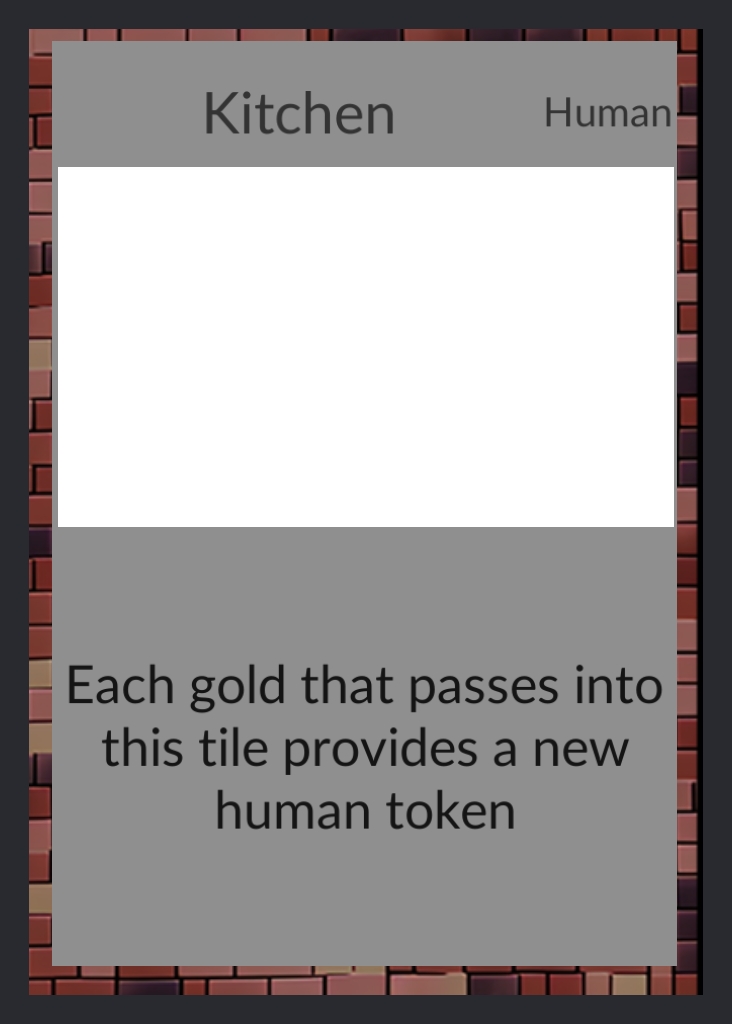 Kitchen
Human
Each gold that passes into
this tile provides a new
human token